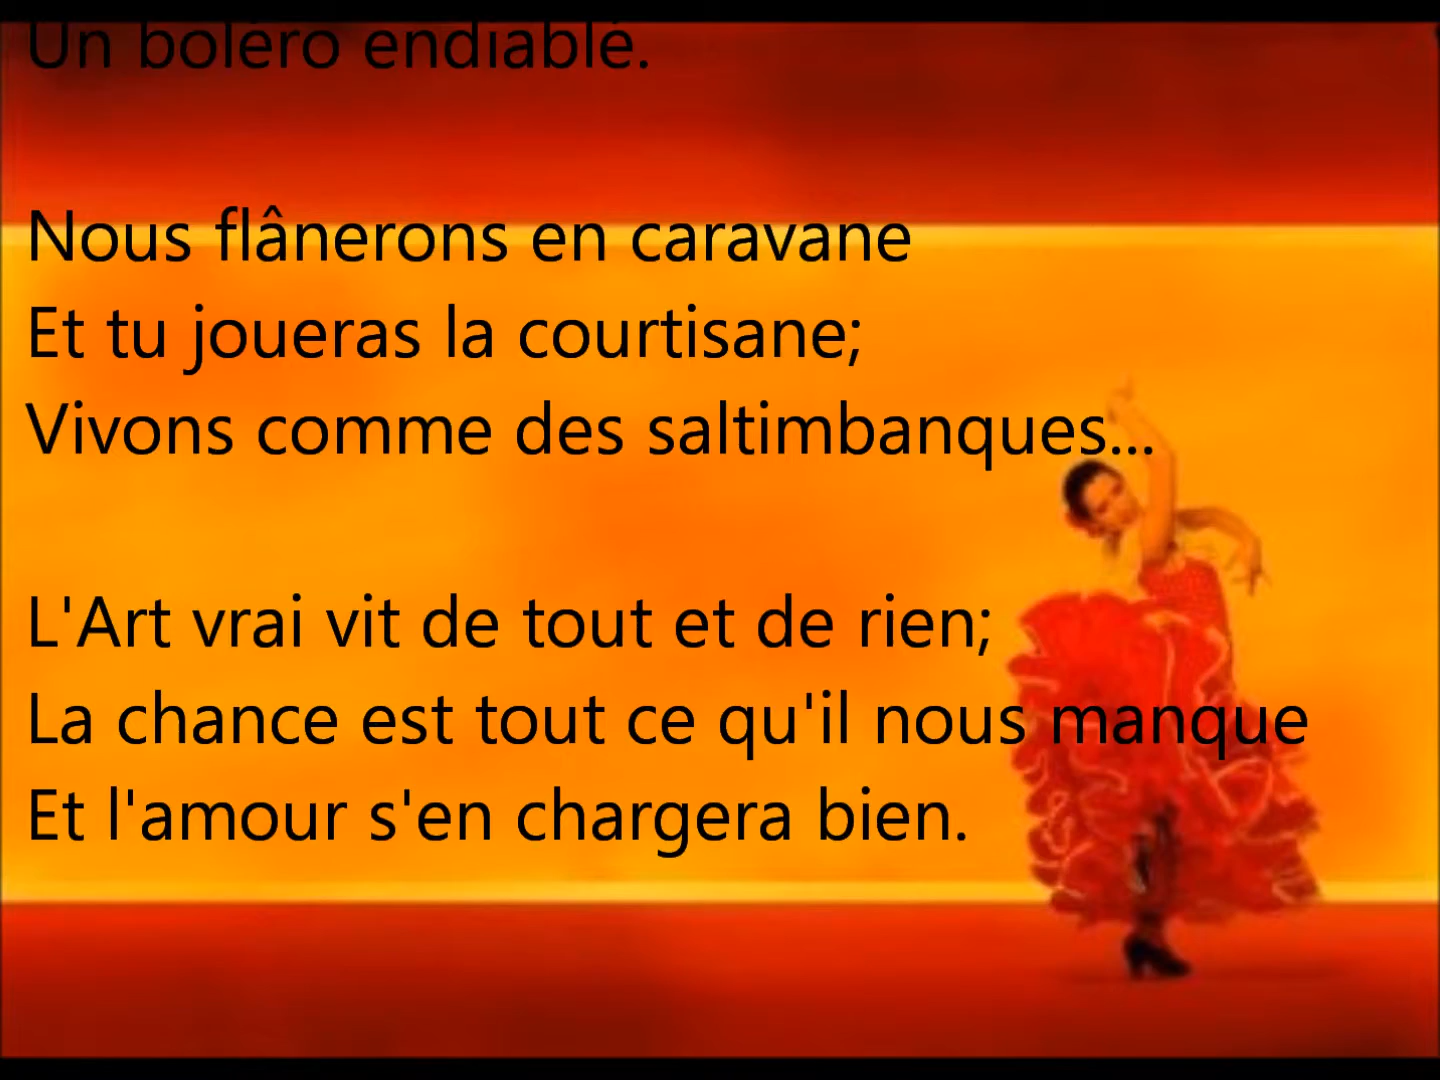 Un boléro endiablé.
Nous flânerons en caravane
Et tu joueras la courtisane;
Vivons comme des saltimbanques...
L'Art vrai vit de tout et de rien;
La chance est tout ce qu'il nous manque
Et l'amour s'en chargera bien.